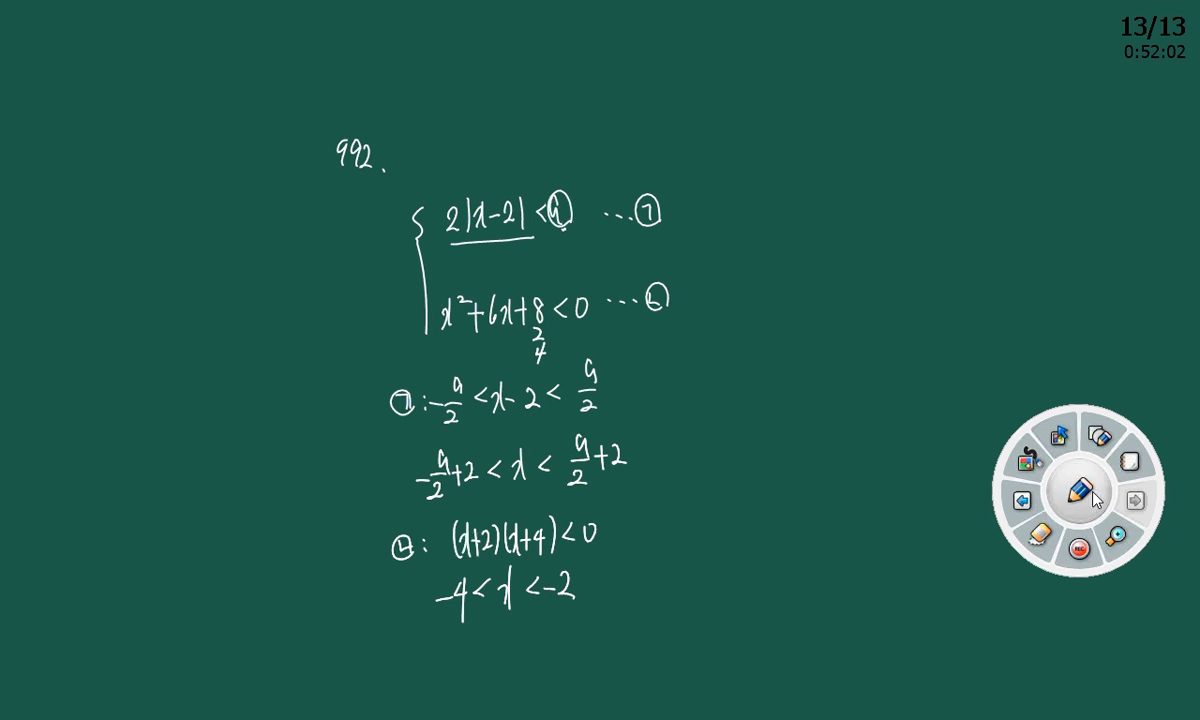 13/13
0:52:02
992.
2|x-2| < ⓐ ... ㉠
x²+6x+8 < 0 ... ㉡
2
4
㉠: -a/2 < x-2 < a/2
-a/2+2 < x < a/2+2
㉡: (x+2)(x+4) < 0
-4 < x < -2
REC